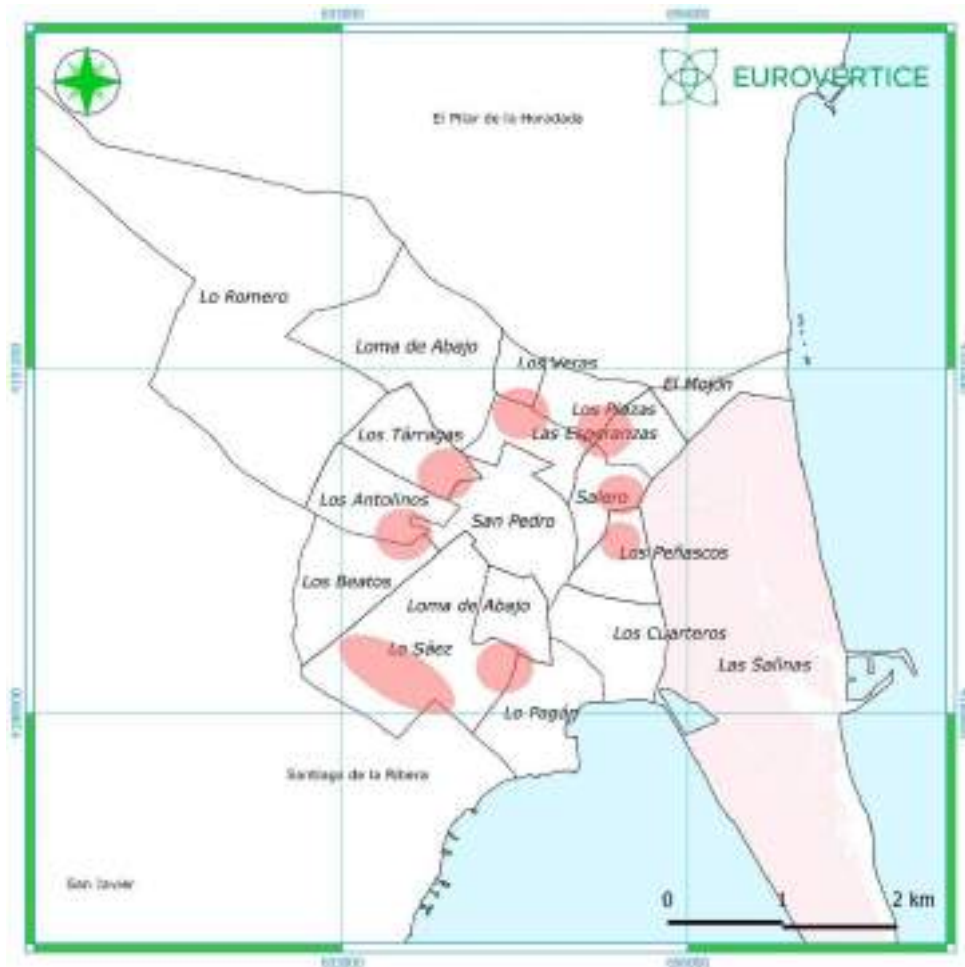 EUROVERTICE
El Pilar de la Horadada
Lo Romero
Loma de Abajo
Los Veras
El Mojón
Los Plazas
Los Tárragas
Las Esperanzas
Los Antolinos
Salero
San Pedro
Los Peñascos
Los Beatos
Loma de Abajo
Los Cuarteros
Lo Sáez
Las Salinas
Lo Pagán
Santiago de la Ribera
San Javier
0 1 2 km